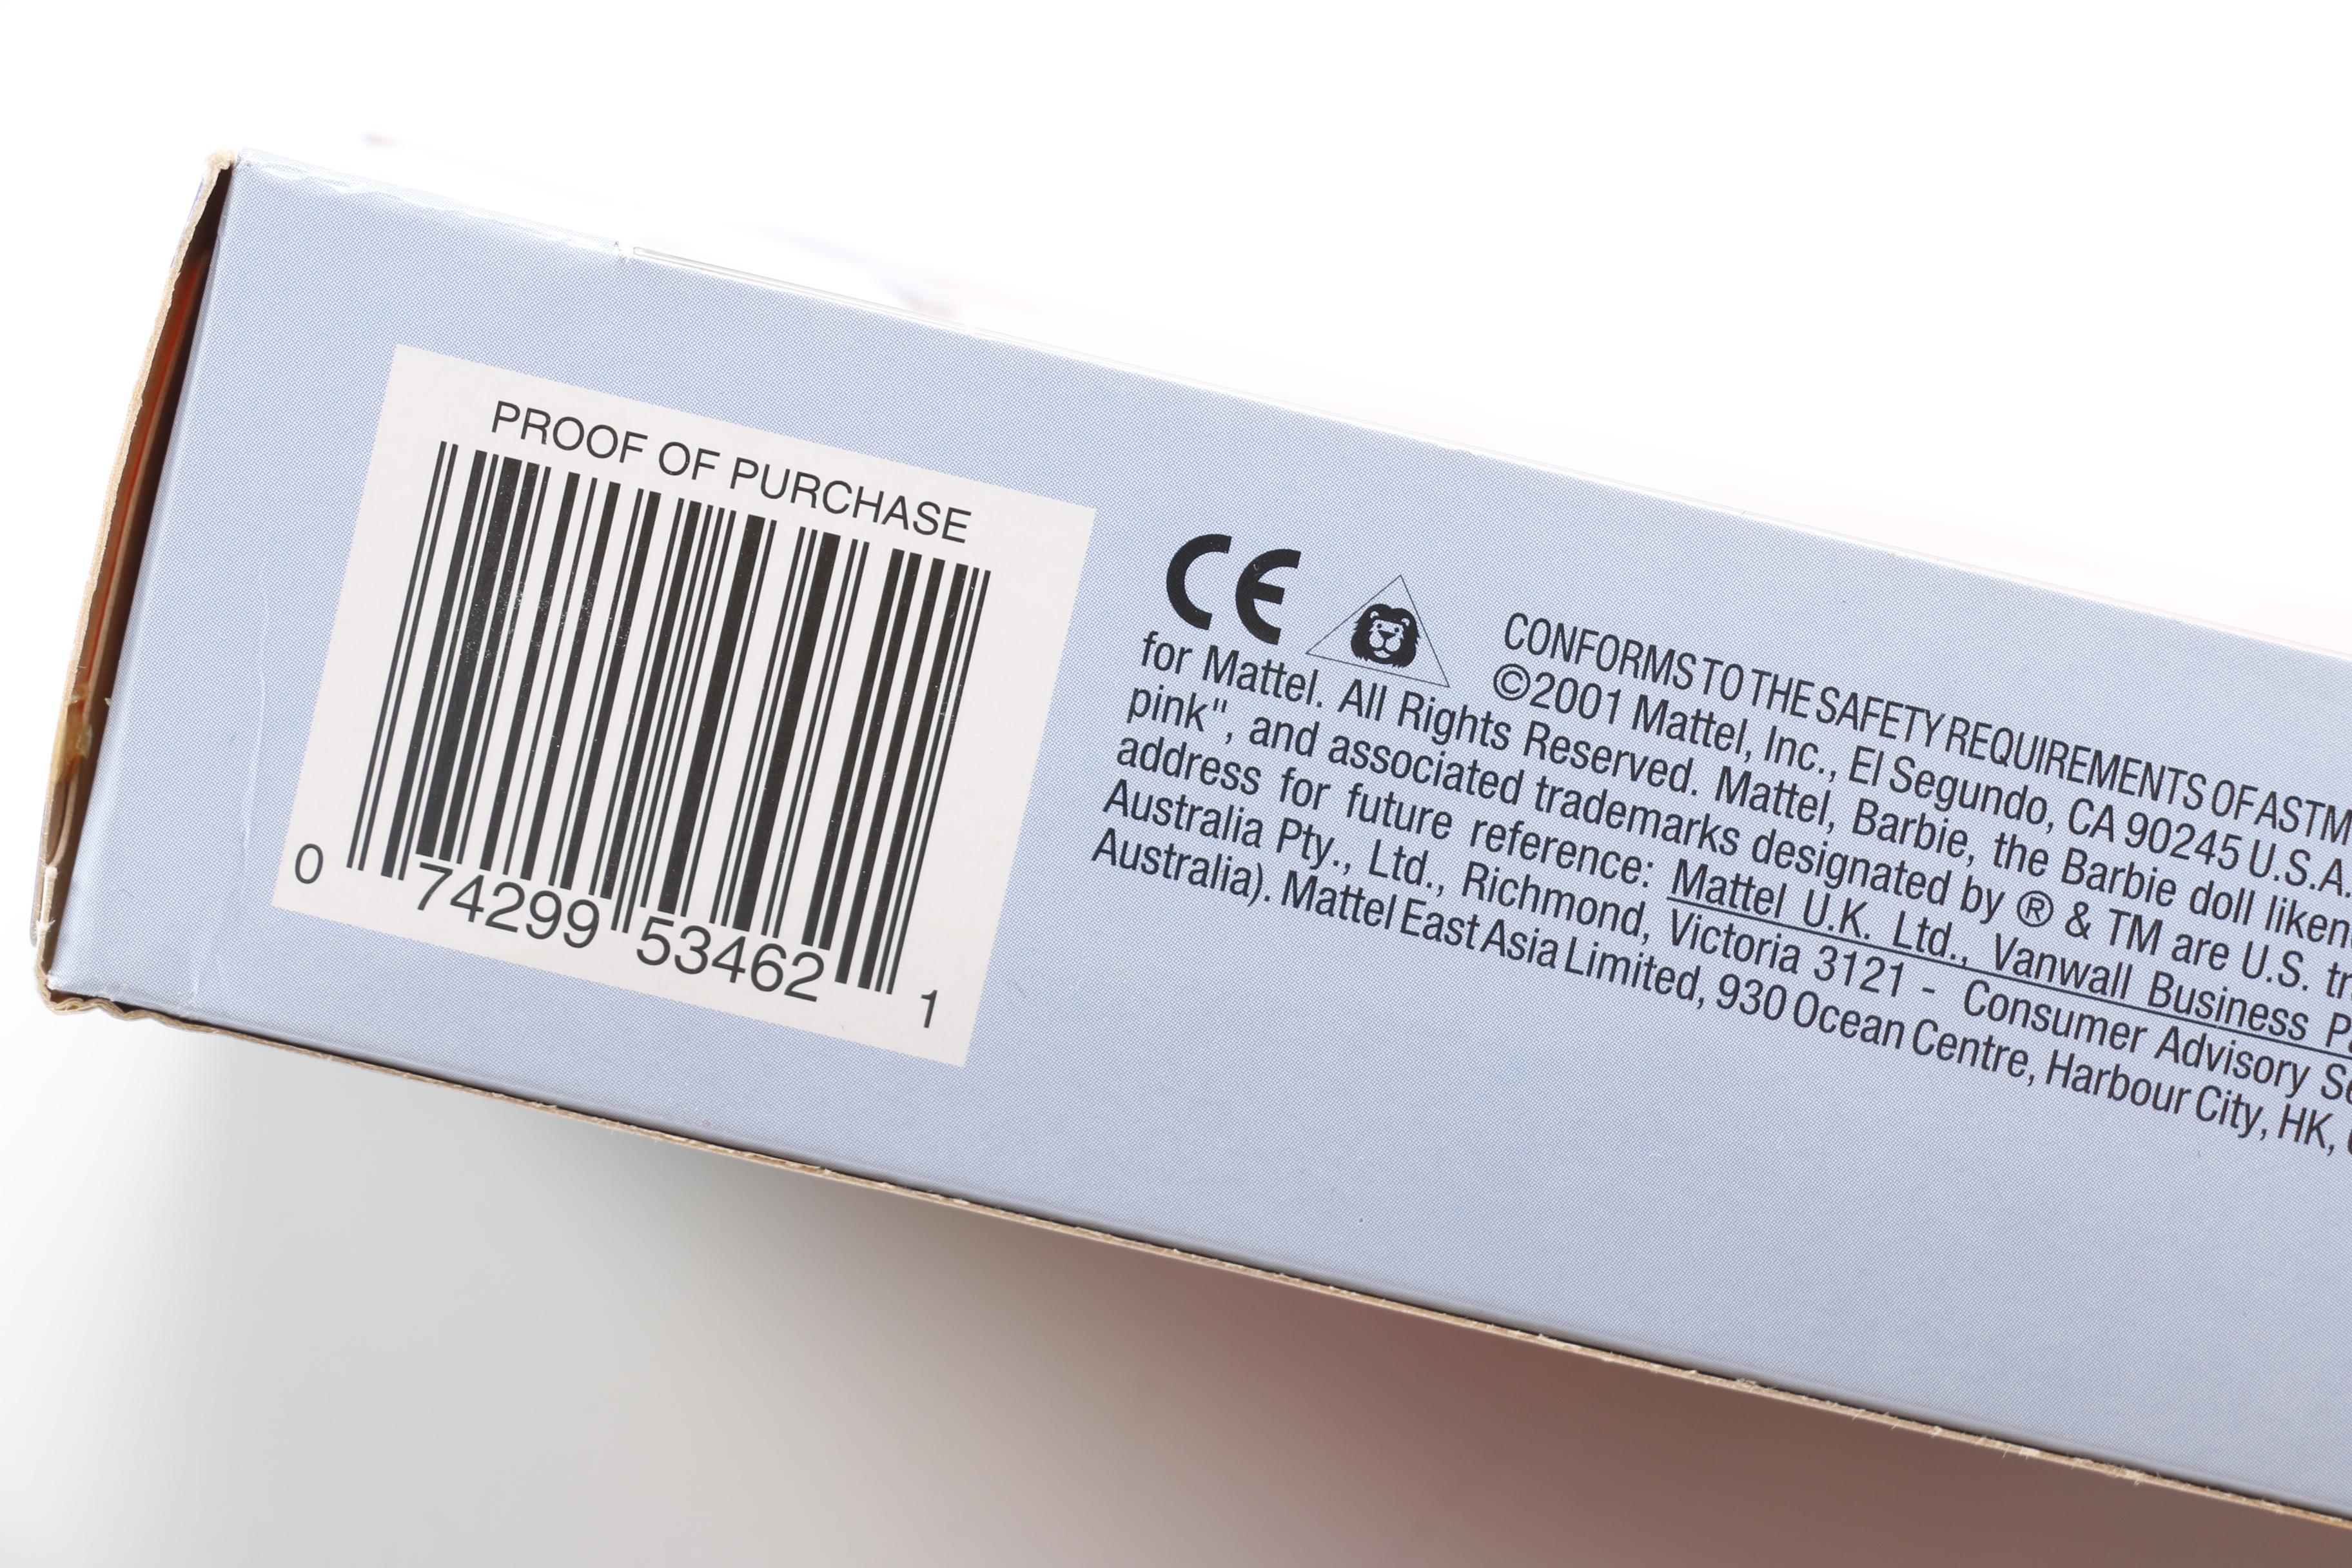 PROOF OF PURCHASE
0 74299 53462 1
CE
CONFORMS TO THE SAFETY REQUIREMENTS OF ASTM
©2001 Mattel, Inc., El Segundo, CA 90245 U.S.A.
for Mattel. All Rights Reserved. Mattel, Barbie, the Barbie doll
pink", and associated trademarks designated by ® & TM are U.S.
address for future reference: Mattel U.K. Ltd., Vanwall Business
Australia Pty., Ltd., Richmond, Victoria 3121 - Consumer Advisory
Australia). Mattel East Asia Limited, 930 Ocean Centre, Harbour City, HK,